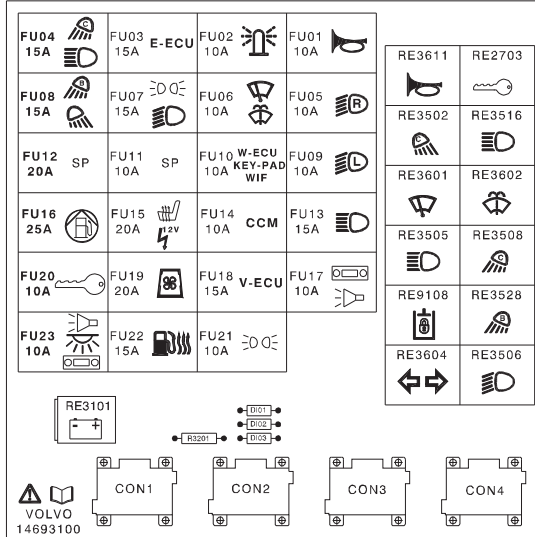 FU04 15A C
FU03 15A E-ECU
FU02 10A
FU01 10A
FU08 15A B
FU07 15A
FU06 10A
FU05 10A R
FU12 20A SP
FU11 10A SP
FU10 10A W-ECU KEY-PAD WIF
FU09 10A L
FU16 25A
FU15 20A 12V
FU14 10A CCM
FU13 15A
FU20 10A
FU19 20A
FU18 15A V-ECU
FU17 10A
FU23 10A
FU22 15A
FU21 10A
RE3611
RE2703
RE3502 C
RE3516
RE3601
RE3602
RE3505
RE3508 C
RE9108
RE3528 B
RE3604
RE3506
RE3101
- +
R3201
DI01
DI02
DI03
CON1
CON2
CON3
CON4
VOLVO
14693100